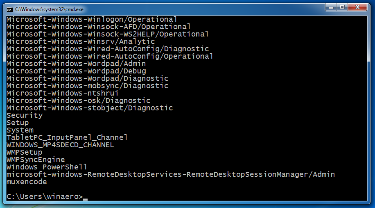 C:\Windows\system32\cmd.exe
Microsoft-Windows-Winlogon/Operational
Microsoft-Windows-Winsock-AFD/Operational
Microsoft-Windows-Winsock-WS2HELP/Operational
Microsoft-Windows-Winsrv/Analytic
Microsoft-Windows-Wired-AutoConfig/Diagnostic
Microsoft-Windows-Wired-AutoConfig/Operational
Microsoft-Windows-Wordpad/Admin
Microsoft-Windows-Wordpad/Debug
Microsoft-Windows-Wordpad/Diagnostic
Microsoft-Windows-mobsync/Diagnostic
Microsoft-Windows-ntshrui
Microsoft-Windows-osk/Diagnostic
Microsoft-Windows-stobject/Diagnostic
Security
Setup
System
TabletPC_InputPanel_Channel
WINDOWS_MP4SDECD_CHANNEL
WMPSetup
WMPSyncEngine
Windows PowerShell
microsoft-windows-RemoteDesktopServices-RemoteDesktopSessionManager/Admin
muxencode
C:\Users\winaero>_